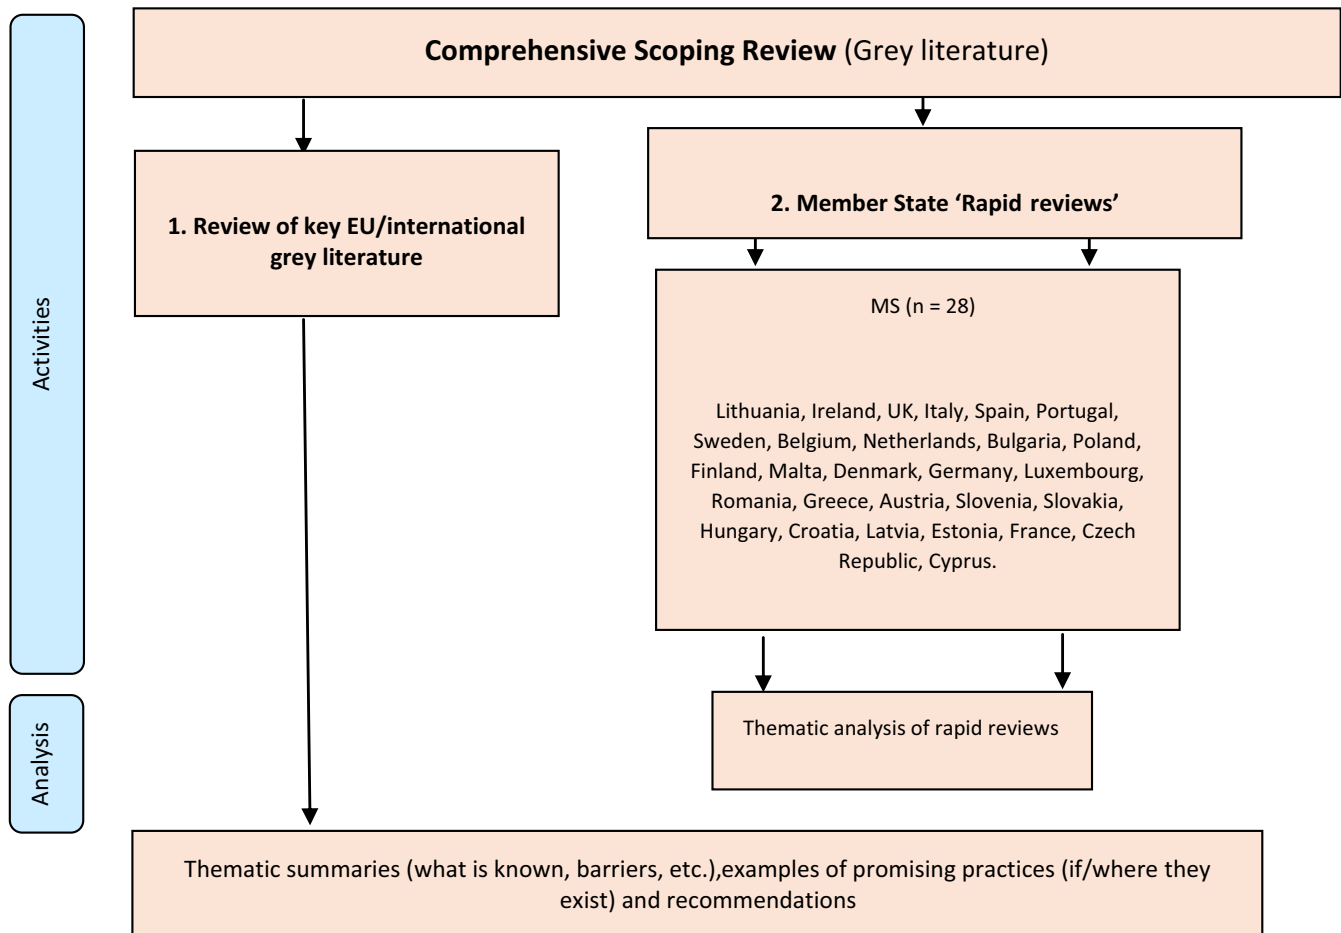 Comprehensive Scoping Review (Grey literature)
Activities
1. Review of key EU/international
grey literature
2. Member State ‘Rapid reviews’
MS (n = 28)
Lithuania, Ireland, UK, Italy, Spain, Portugal,
Sweden, Belgium, Netherlands, Bulgaria, Poland,
Finland, Malta, Denmark, Germany, Luxembourg,
Romania, Greece, Austria, Slovenia, Slovakia,
Hungary, Croatia, Latvia, Estonia, France, Czech
Republic, Cyprus.
Analysis
Thematic analysis of rapid reviews
Thematic summaries (what is known, barriers, etc.),examples of promising practices (if/where they
exist) and recommendations